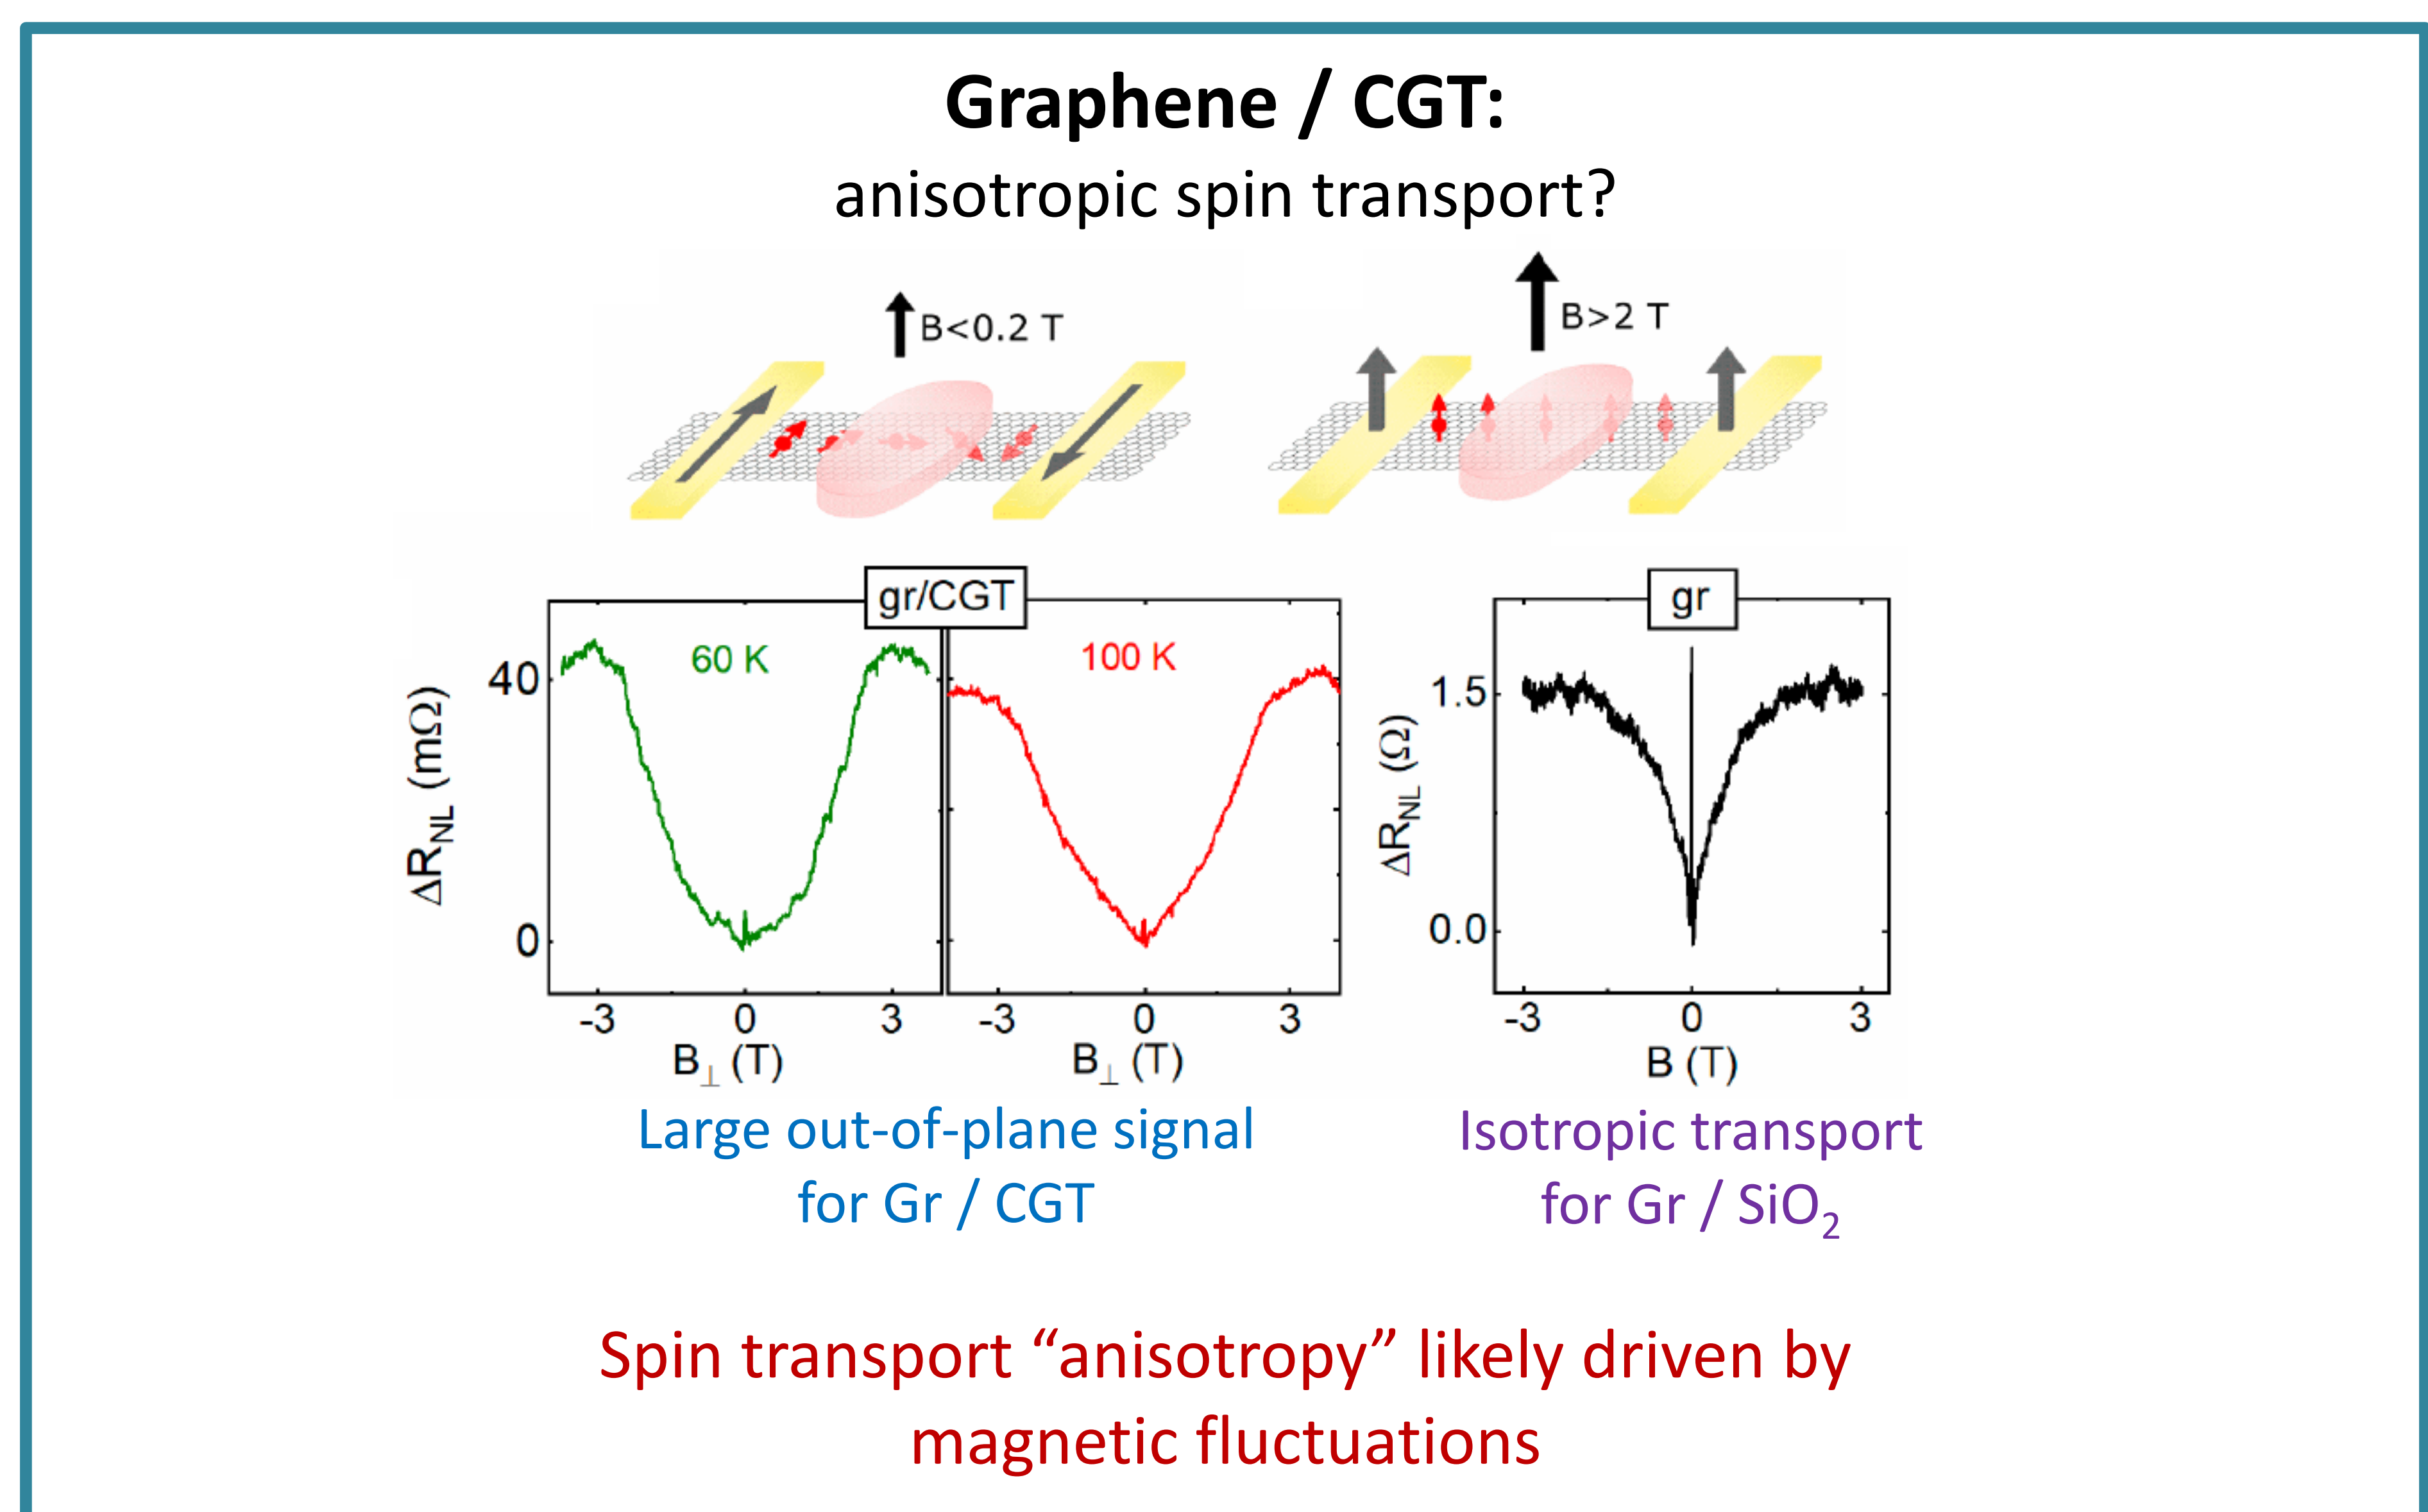 Graphene / CGT:
anisotropic spin transport?
B<0.2 T
B>2 T
gr/CGT
gr
60 K
100 K
ΔR_NL (mΩ)
40
0
-3 0 3
B⊥ (T)
-3 0 3
B⊥ (T)
ΔR_NL (Ω)
1.5
0.0
-3 0 3
B (T)
Large out-of-plane signal
for Gr / CGT
Isotropic transport
for Gr / SiO₂
Spin transport “anisotropy” likely driven by
magnetic fluctuations